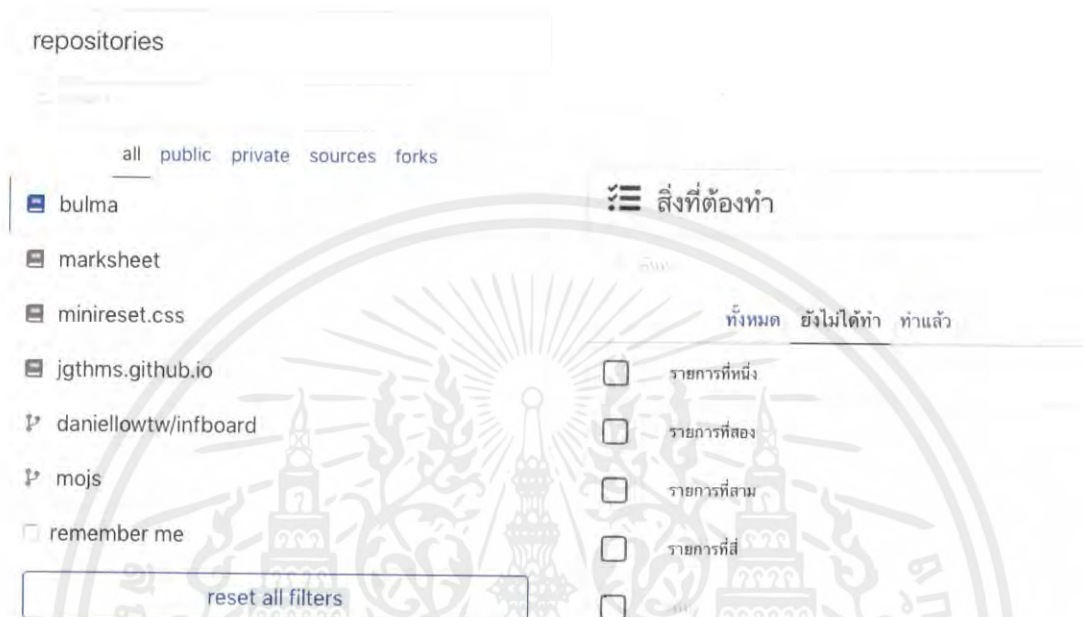 repositories
all public private sources forks
bulma
marksheet
minireset.css
jgthms.github.io
daniellowtw/infboard
mojs
remember me
reset all filters
สิ่งที่ต้องทำ
ทั้งหมด ยังไม่ได้ทำ ทำแล้ว
รายการที่หนึ่ง
รายการที่สอง
รายการที่สาม
รายการที่สี่